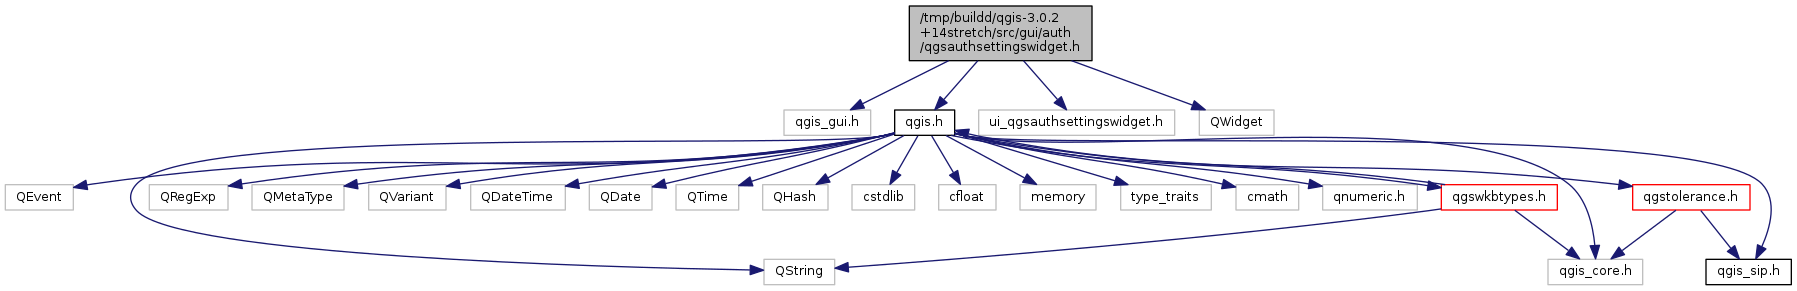 /tmp/buildd/qgis-3.0.2
+14stretch/src/gui/auth
/qgsauthsettingswidget.h
qgis_gui.h
qgis.h
ui_qgsauthsettingswidget.h
QWidget
QEvent
QRegExp
QMetaType
QVariant
QDateTime
QDate
QTime
QHash
cstdlib
cfloat
memory
type_traits
cmath
qnumeric.h
qgswkbtypes.h
qgstolerance.h
QString
qgis_core.h
qgis_sip.h